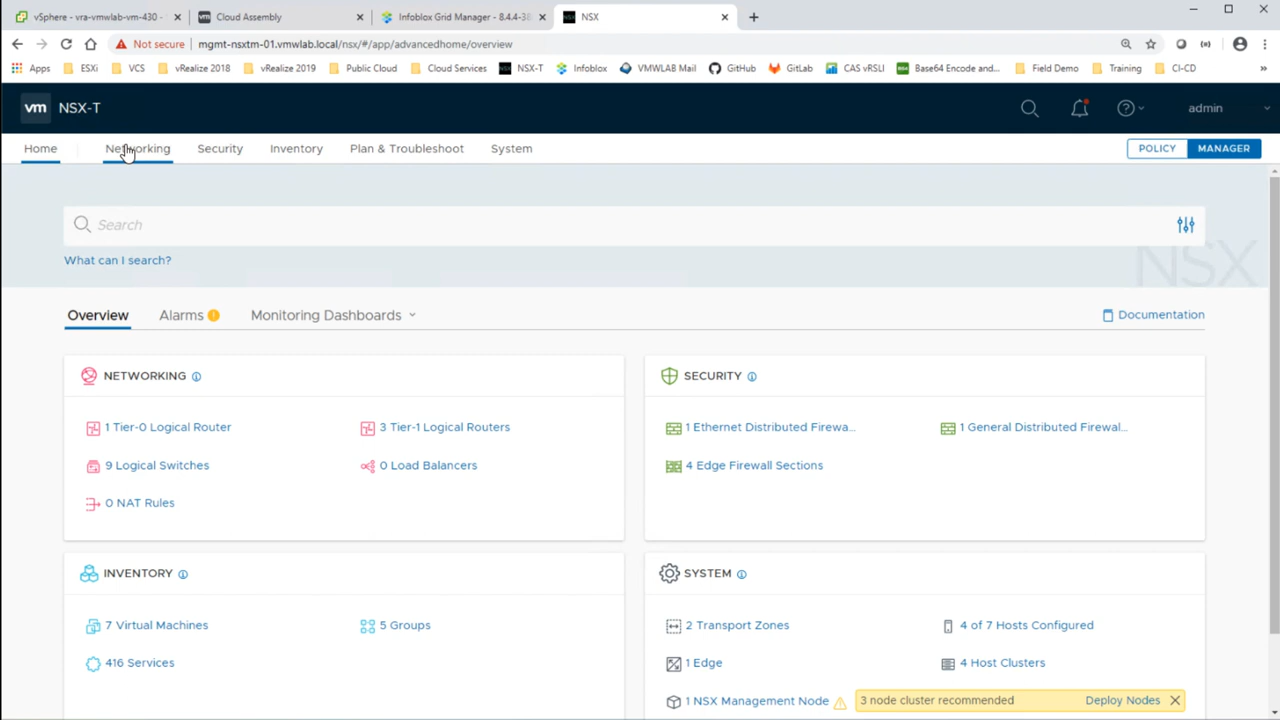 vSphere - vra-vmwlab-vm-430 -
Cloud Assembly
Infoblox Grid Manager - 8.4.4-38
NSX
Not secure
mgmt-nsxtm-01.vmwlab.local/nsx/#/app/advancedhome/overview
Apps
ESXi
VCS
vRealize 2018
vRealize 2019
Public Cloud
Cloud Services
NSX-T
Infoblox
VMWLAB Mail
GitHub
GitLab
CAS vRSLI
Base64 Encode and...
Field Demo
Training
CI-CD
»
vm
NSX-T
admin
Home
Networking
Security
Inventory
Plan & Troubleshoot
System
POLICY
MANAGER
Search
What can I search?
NSX
Overview
Alarms
Monitoring Dashboards
Documentation
NETWORKING
1 Tier-0 Logical Router
3 Tier-1 Logical Routers
9 Logical Switches
0 Load Balancers
0 NAT Rules
SECURITY
1 Ethernet Distributed Firewa...
1 General Distributed Firewal...
4 Edge Firewall Sections
INVENTORY
7 Virtual Machines
5 Groups
416 Services
SYSTEM
2 Transport Zones
4 of 7 Hosts Configured
1 Edge
4 Host Clusters
1 NSX Management Node
3 node cluster recommended
Deploy Nodes